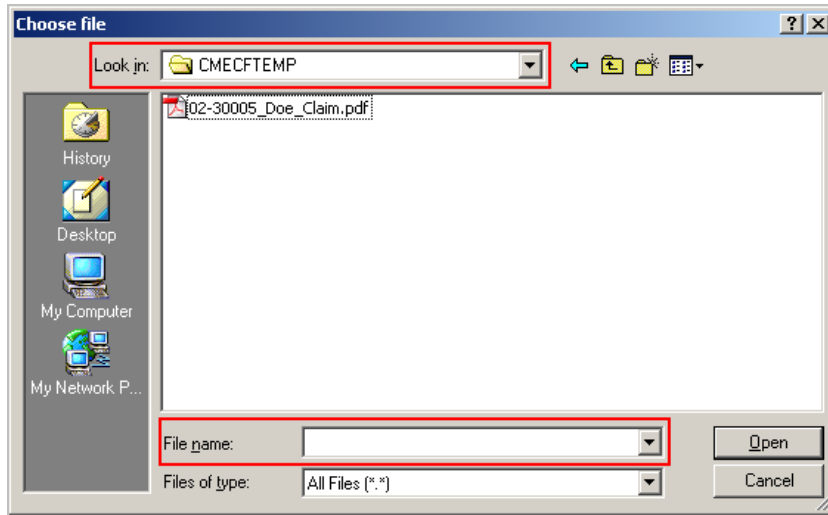 Choose file
Look in: CMECFTEMP
02-30005_Doe_Claim.pdf
History
Desktop
My Computer
My Network P...
File name:
Open
Files of type: All Files (*.*)
Cancel